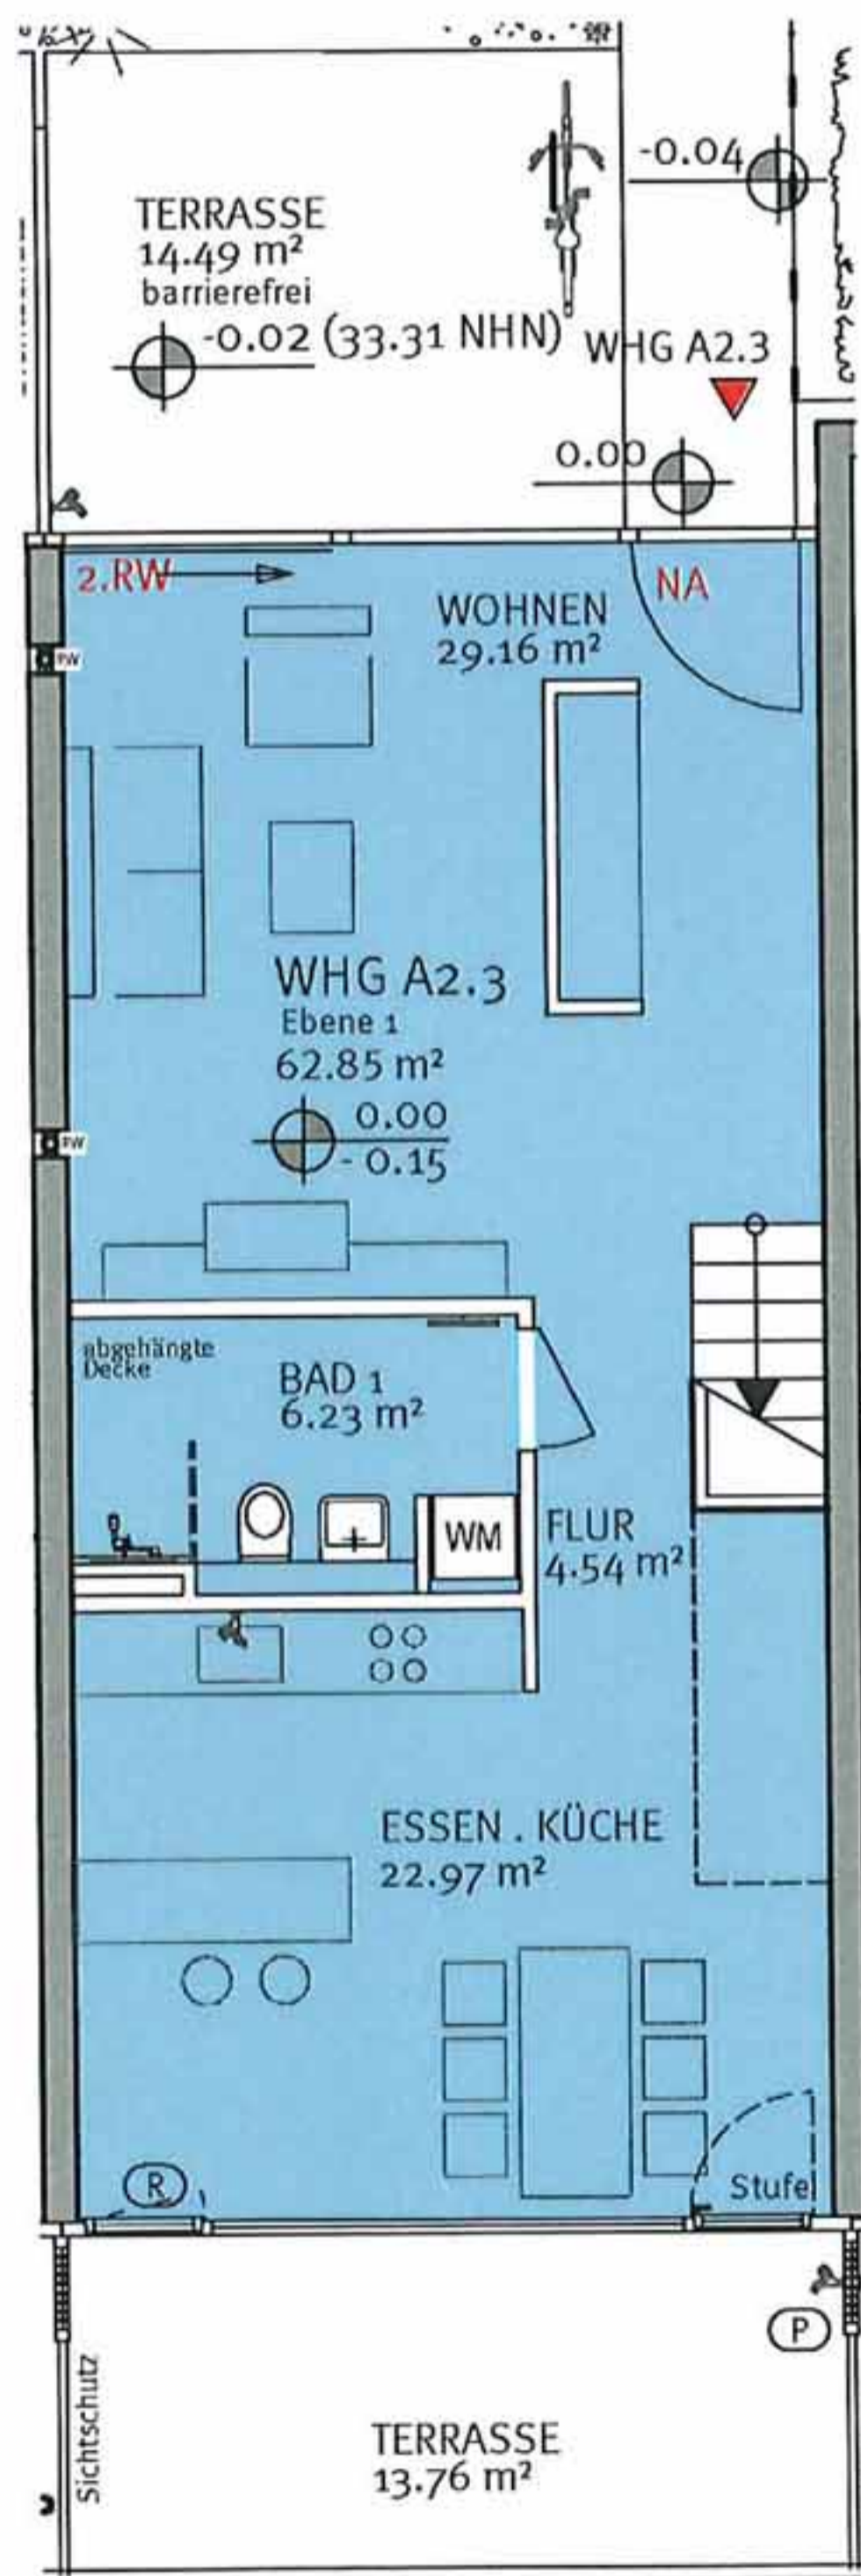 TERRASSE
14.49 m²
barrierefrei
-0.02 (33.31 NHN)
-0.04
WHG A2.3
0.00
2.RW
NA
WOHNEN
29.16 m²
RW
WHG A2.3
Ebene 1
62.85 m²
0.00
- 0.15
RW
abgehängte
Decke
BAD 1
6.23 m²
WM
FLUR
4.54 m²
ESSEN . KÜCHE
22.97 m²
R
Stufe
P
Sichtschutz
TERRASSE
13.76 m²